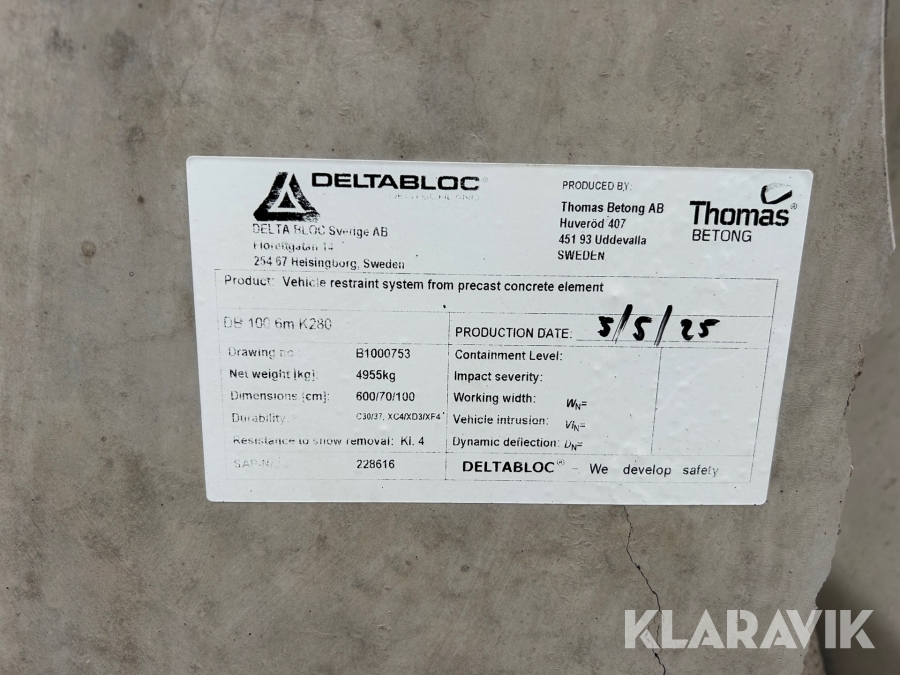 DELTABLOC®
DELTA BLOC Sverige AB
14
254 67 Helsingborg, Sweden
PRODUCED BY:
Thomas Betong AB
Huveröd 407
451 93 Uddevalla
SWEDEN
Thomas®
BETONG
Product: Vehicle restraint system from precast concrete element
DB 100 6m K280
PRODUCTION DATE: 5/5/25
Drawing no B1000753
Containment Level:
Net weight [kg]: 4955kg
Impact severity:
Dimensions [cm]: 600/70/100
Working width: WN=
Durability: C30/37, XC4/XD3/XF4
Vehicle intrusion: VIN=
Resistance to snow removal: Kl. 4
Dynamic deflection: DN=
228616
DELTABLOC® - We develop safety
KLARAVIK